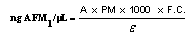 ng AFM₁/µL = A × PM × 1000 × F.C. / ε